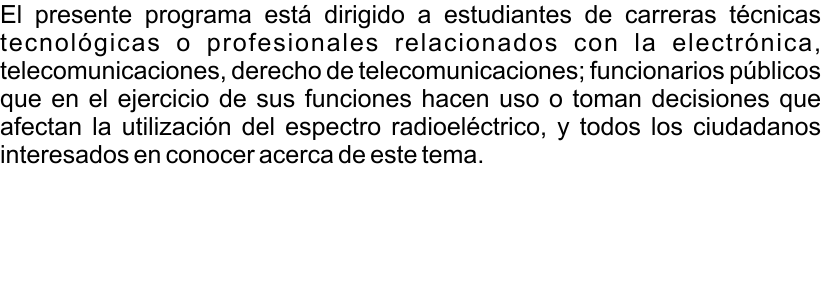 El presente programa está dirigido a estudiantes de carreras técnicas
tecnológicas o profesionales relacionados con la electrónica,
telecomunicaciones, derecho de telecomunicaciones; funcionarios públicos
que en el ejercicio de sus funciones hacen uso o toman decisiones que
afectan la utilización del espectro radioeléctrico, y todos los ciudadanos
interesados en conocer acerca de este tema.